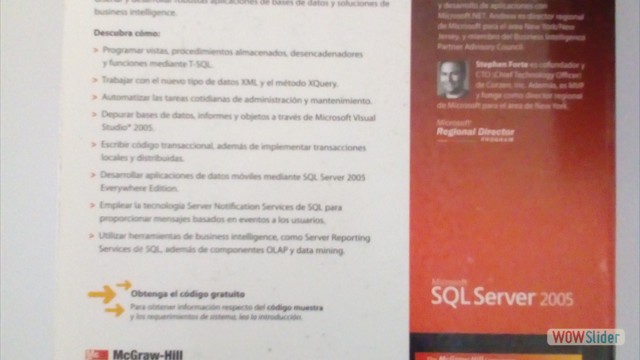 diseñar y desarrollar robustas aplicaciones de bases de datos y soluciones de
business intelligence.
Descubra cómo:
> Programar vistas, procedimientos almacenados, desencadenadores
y funciones mediante T-SQL.
> Trabajar con el nuevo tipo de datos XML y el método XQuery.
> Automatizar las tareas cotidianas de administración y mantenimiento.
> Depurar bases de datos, informes y objetos a través de Microsoft Visual
Studio® 2005.
> Escribir código transaccional, además de implementar transacciones
locales y distribuidas.
> Desarrollar aplicaciones de datos móviles mediante SQL Server 2005
Everywhere Edition.
> Emplear la tecnología Server Notification Services de SQL para
proporcionar mensajes basados en eventos a los usuarios.
> Utilizar herramientas de business intelligence, como Server Reporting
Services de SQL, además de componentes OLAP y data mining.
Obtenga el código gratuito
Para obtener información respecto del código muestra
y los requerimientos de sistema, lea la introducción.
McGraw-Hill
y desarrollo de aplicaciones con
Microsoft.NET. Andrew es director regional
de Microsoft para el área New York/New
Jersey, y miembro del Business Intelligence
Partner Advisory Council.
Stephen Forte es cofundador y
CTO (Chief Technology Officer)
de Corzen, Inc. Además, es MVP
y funge como director regional
de Microsoft para el área de New York.
Microsoft
Regional Director
PROGRAM
Microsoft
SQL Server 2005
WOWSlider